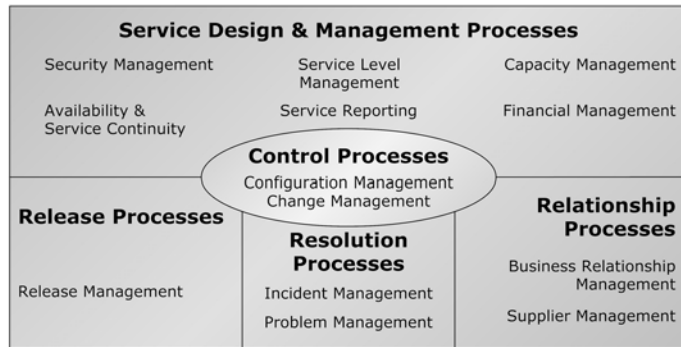 Service Design & Management Processes
Security Management
Service Level
Management
Capacity Management
Availability &
Service Continuity
Service Reporting
Financial Management
Control Processes
Configuration Management
Change Management
Release Processes
Release Management
Resolution
Processes
Incident Management
Problem Management
Relationship
Processes
Business Relationship
Management
Supplier Management